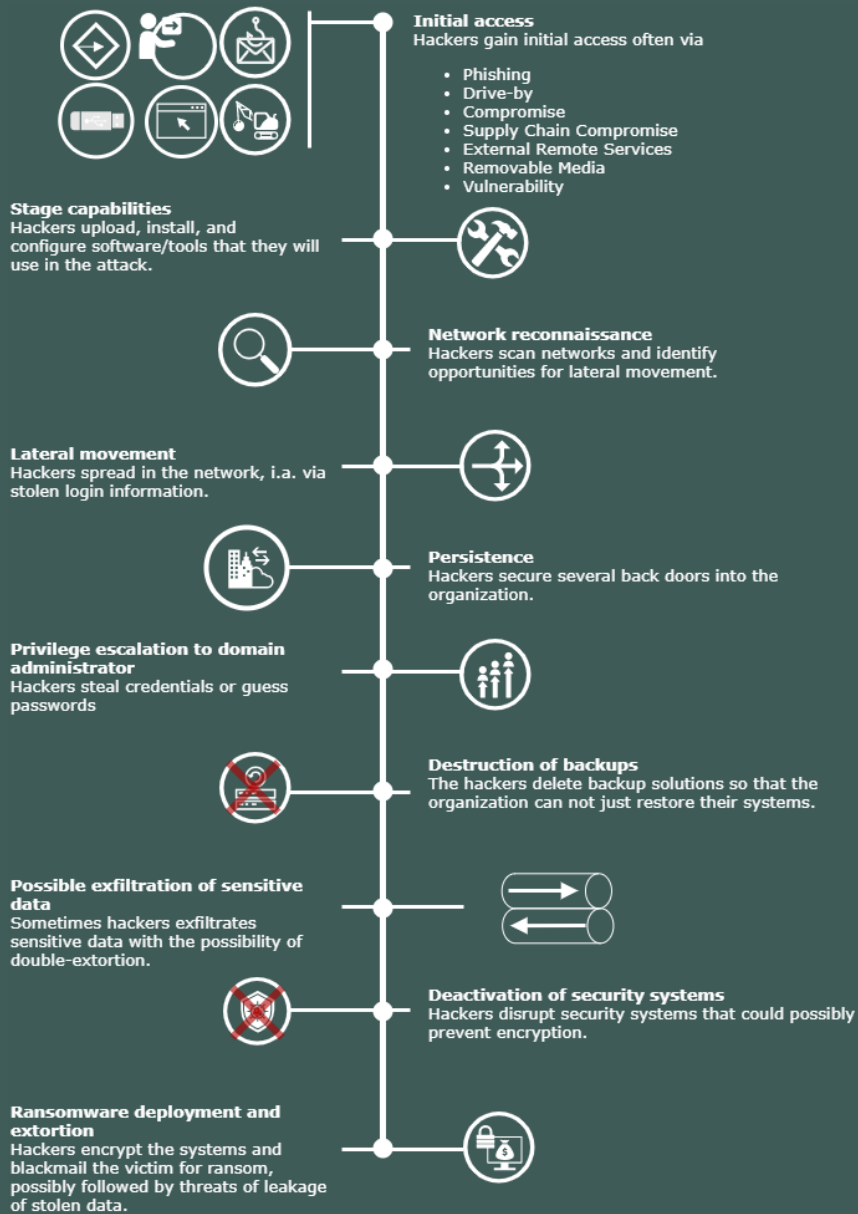 Initial access
Hackers gain initial access often via
• Phishing
• Drive-by
• Compromise
• Supply Chain Compromise
• External Remote Services
• Removable Media
• Vulnerability
Stage capabilities
Hackers upload, install, and
configure software/tools that they will
use in the attack.
Network reconnaissance
Hackers scan networks and identify
opportunities for lateral movement.
Lateral movement
Hackers spread in the network, i.a. via
stolen login information.
Persistence
Hackers secure several back doors into the
organization.
Privilege escalation to domain
administrator
Hackers steal credentials or guess
passwords
Destruction of backups
The hackers delete backup solutions so that the
organization can not just restore their systems.
Possible exfiltration of sensitive
data
Sometimes hackers exfiltrates
sensitive data with the possibility of
double-extortion.
Deactivation of security systems
Hackers disrupt security systems that could possibly
prevent encryption.
Ransomware deployment and
extortion
Hackers encrypt the systems and
blackmail the victim for ransom,
possibly followed by threats of leakage
of stolen data.